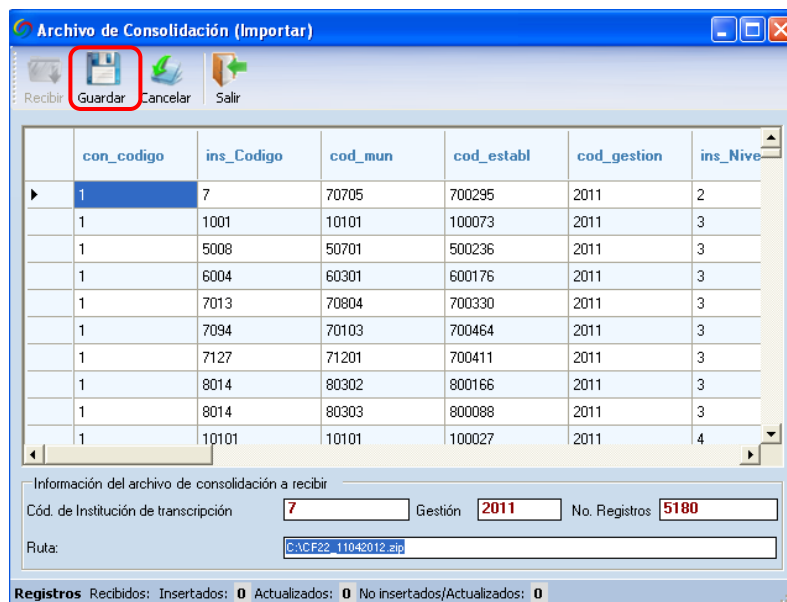 Archivo de Consolidación (Importar)
Recibir Guardar Cancelar Salir
con_codigo ins_Codigo cod_mun cod_establ cod_gestion ins_Nive
1 7 70705 700295 2011 2
1 1001 10101 100073 2011 3
1 5008 50701 500236 2011 3
1 6004 60301 600176 2011 3
1 7013 70804 700330 2011 3
1 7094 70103 700464 2011 3
1 7127 71201 700411 2011 3
1 8014 80302 800166 2011 3
1 8014 80303 800088 2011 3
1 10101 10101 100027 2011 4
Información del archivo de consolidación a recibir
Cód. de Institución de transcripción 7 Gestión 2011 No. Registros 5180
Ruta: C:\CF22_11042012.zip
Registros Recibidos: Insertados: 0 Actualizados: 0 No insertados/Actualizados: 0